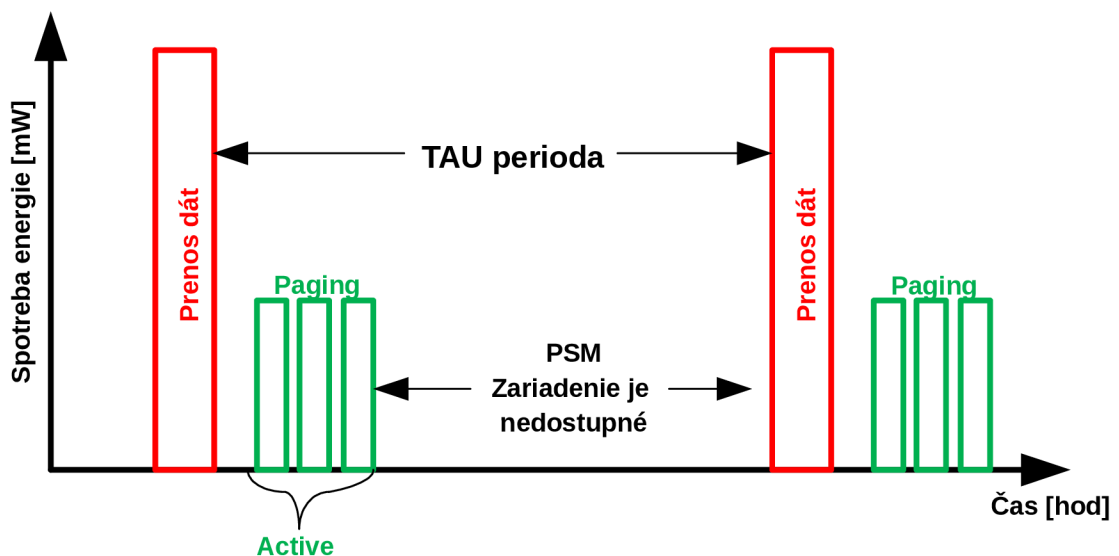 Spotreba energie [mW]
Prenos dát
TAU perioda
Prenos dát
Paging
Paging
PSM
Zariadenie je
nedostupné
Čas [hod]
Active